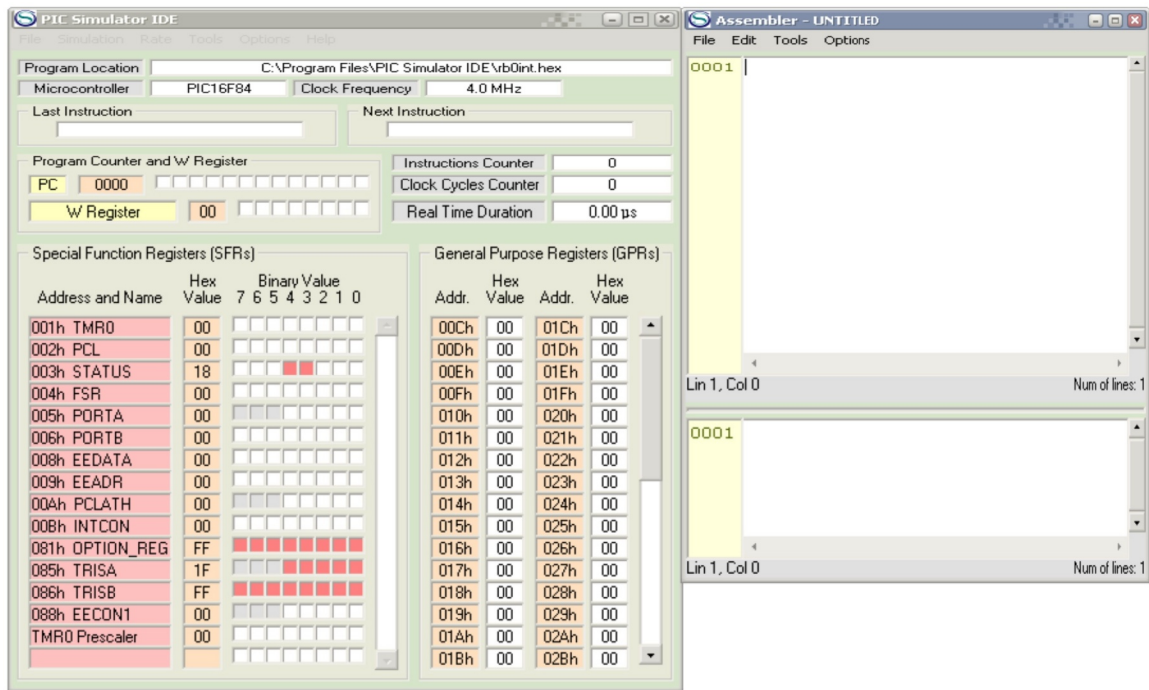 PIC Simulator IDE
File Simulation Rate Tools Options Help
Program Location C:\Program Files\PIC Simulator IDE\rb0int.hex
Microcontroller PIC16F84 Clock Frequency 4.0 MHz
Last Instruction Next Instruction
Program Counter and W Register
PC 0000
W Register 00
Instructions Counter 0
Clock Cycles Counter 0
Real Time Duration 0.00 µs
Special Function Registers (SFRs)
Hex Binary Value
Address and Name Value 7 6 5 4 3 2 1 0
001h TMR0 00
002h PCL 00
003h STATUS 18
004h FSR 00
005h PORTA 00
006h PORTB 00
008h EEDATA 00
009h EEADR 00
00Ah PCLATH 00
00Bh INTCON 00
081h OPTION_REG FF
085h TRISA 1F
086h TRISB FF
088h EECON1 00
TMR0 Prescaler 00
General Purpose Registers (GPRs)
Hex Hex
Addr. Value Addr. Value
00Ch 00 01Ch 00
00Dh 00 01Dh 00
00Eh 00 01Eh 00
00Fh 00 01Fh 00
010h 00 020h 00
011h 00 021h 00
012h 00 022h 00
013h 00 023h 00
014h 00 024h 00
015h 00 025h 00
016h 00 026h 00
017h 00 027h 00
018h 00 028h 00
019h 00 029h 00
01Ah 00 02Ah 00
01Bh 00 02Bh 00
Assembler - UNTITLED
File Edit Tools Options
0001
Lin 1, Col 0 Num of lines: 1
0001
Lin 1, Col 0 Num of lines: 1